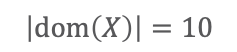 |dom(X)| = 10